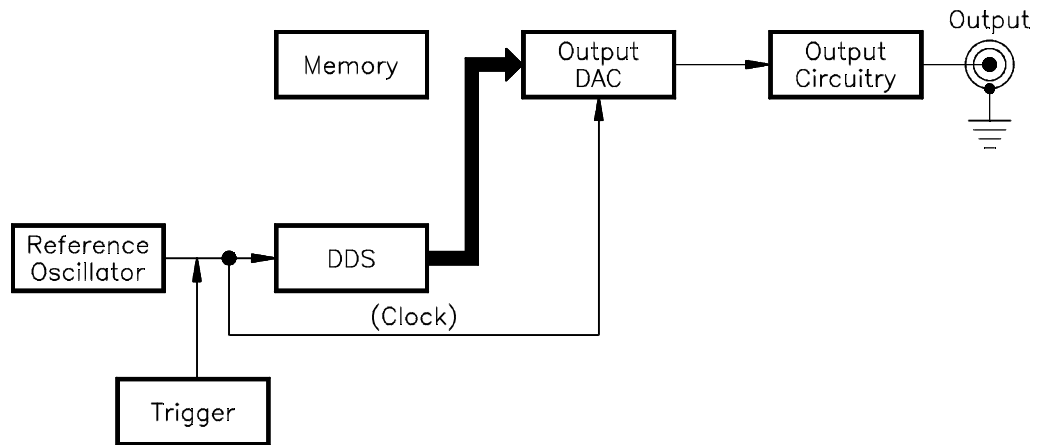 Output
Memory
Output
DAC
Output
Circuitry
Reference
Oscillator
DDS
(Clock)
Trigger